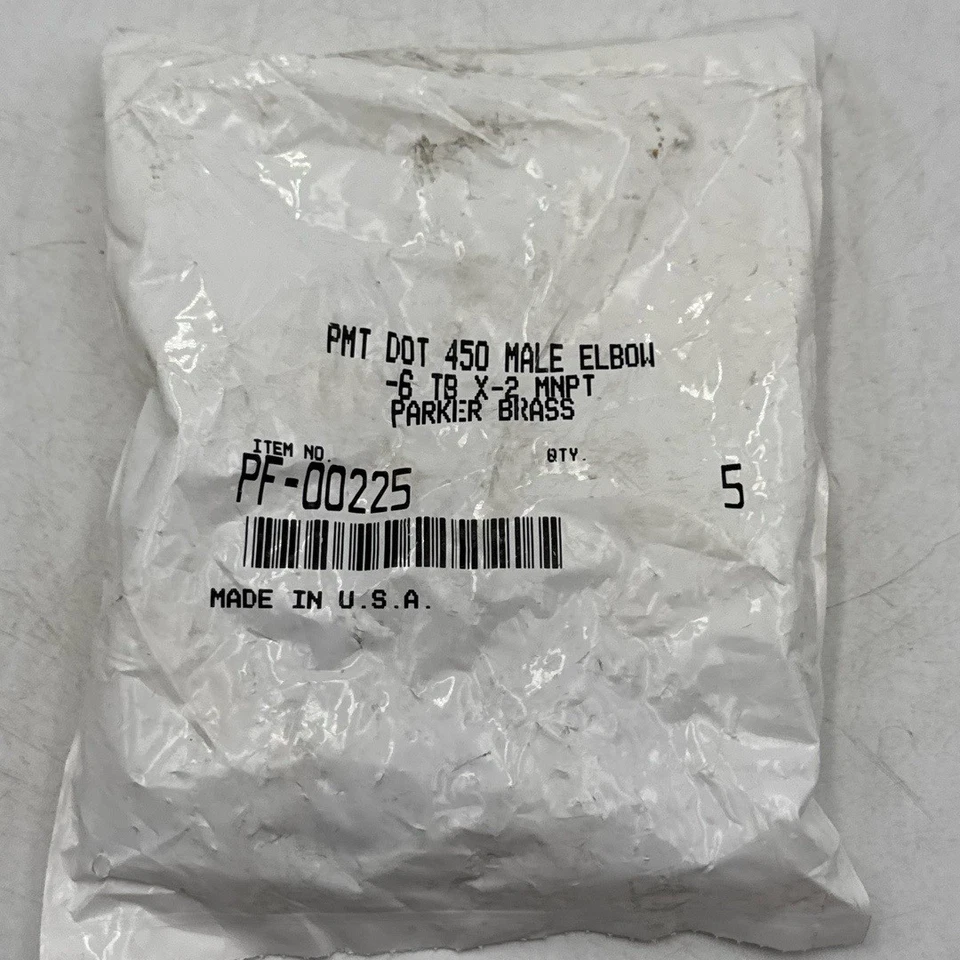 PMT DOT 450 MALE ELBOW
-6 TB X-2 MNPT
PARKER BRASS
ITEM NO. QTY.
PF-00225 5
MADE IN U.S.A.